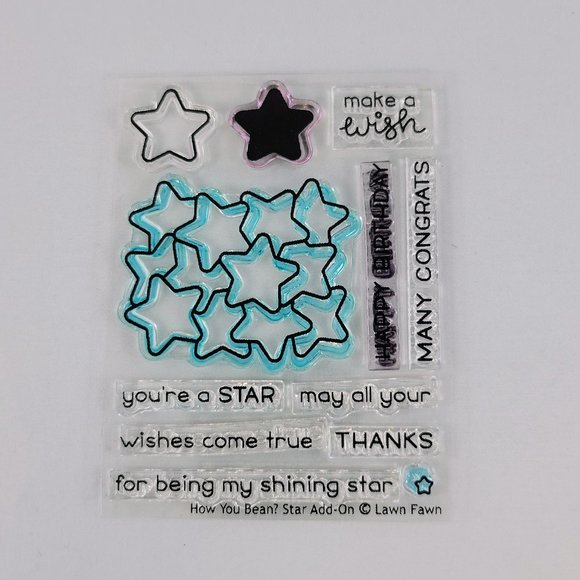 make a
wish
HAPPY BIRTHDAY
MANY CONGRATS
you're a STAR
may all your
wishes come true
THANKS
for being my shining star
How You Bean? Star Add-On © Lawn Fawn